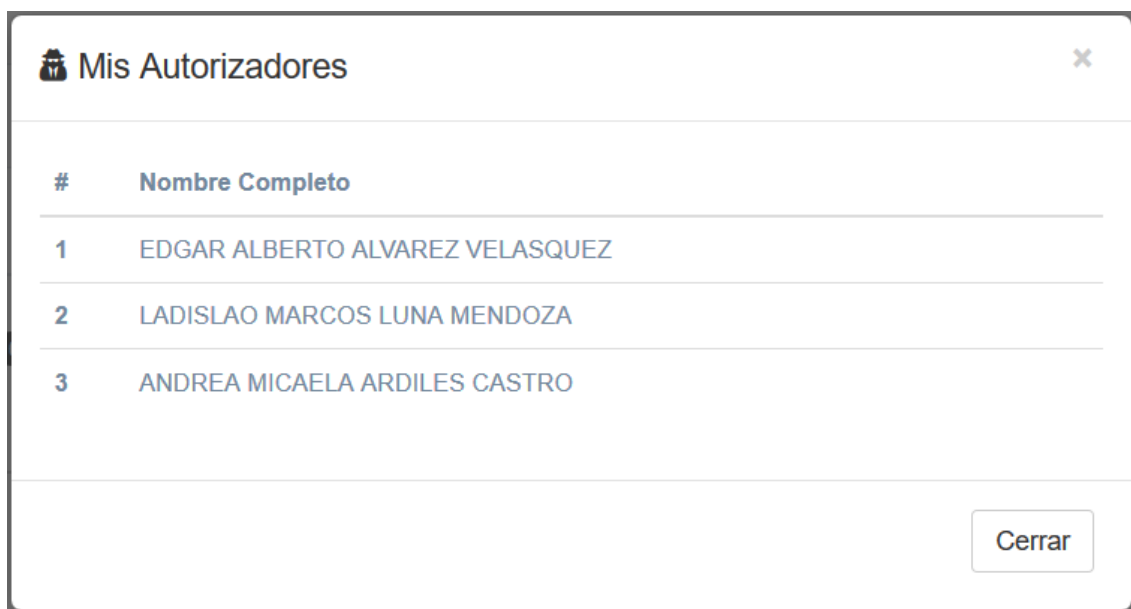 Mis Autorizadores ×
# Nombre Completo
1 EDGAR ALBERTO ALVAREZ VELASQUEZ
2 LADISLAO MARCOS LUNA MENDOZA
3 ANDREA MICAELA ARDILES CASTRO
Cerrar